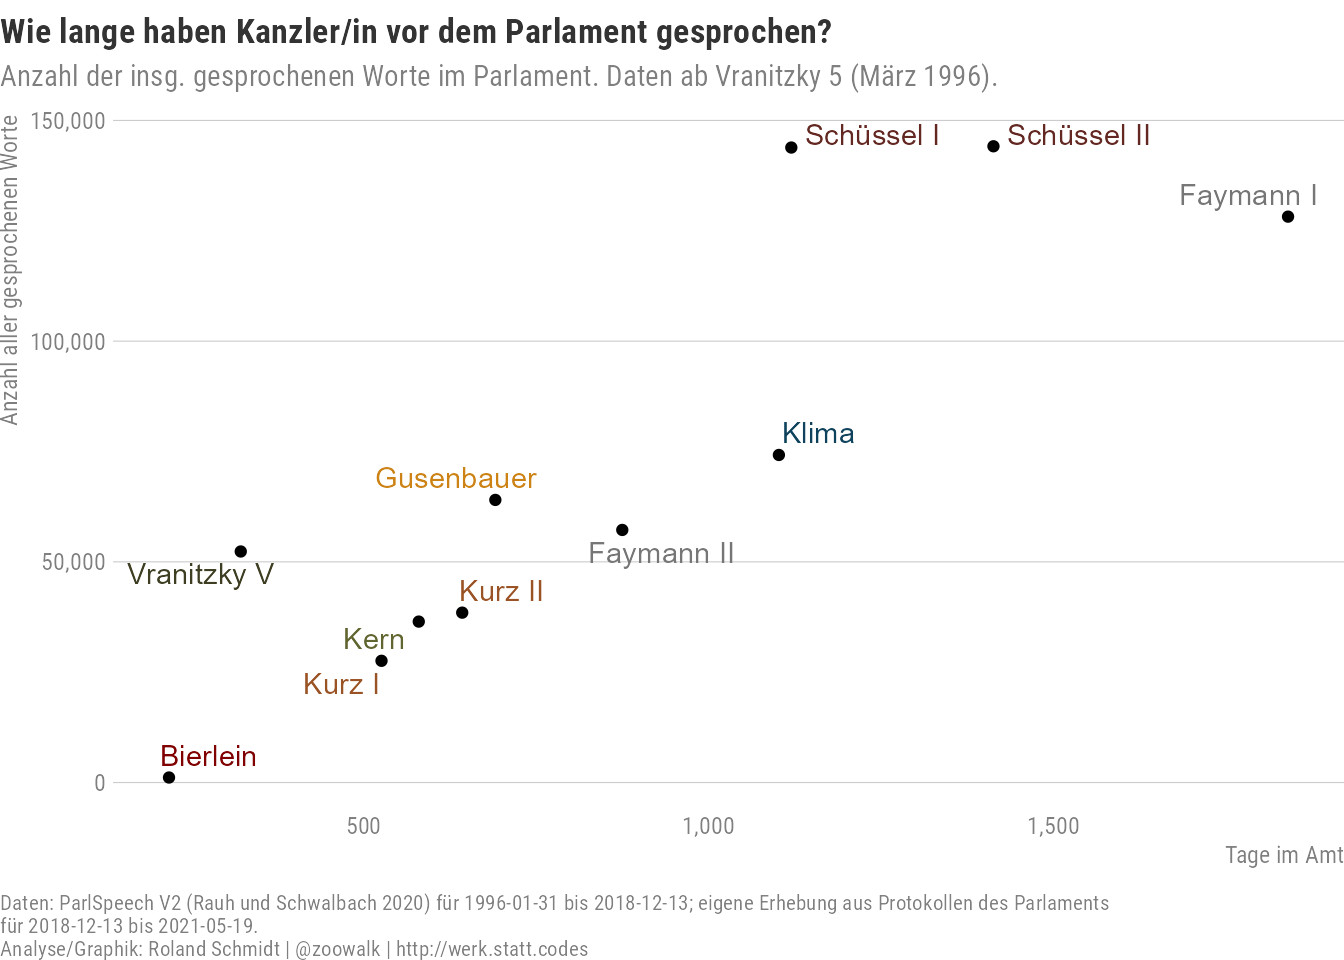 Wie lange haben Kanzler/in vor dem Parlament gesprochen?
Anzahl der insg. gesprochenen Worte im Parlament. Daten ab Vranitzky 5 (März 1996).
Anzahl aller gesprochenen Worte
150,000
100,000
50,000
0
Schüssel I
Schüssel II
Faymann I
Klima
Gusenbauer
Faymann II
Vranitzky V
Kurz II
Kern
Kurz I
Bierlein
500
1,000
1,500
Tage im Amt
Daten: ParlSpeech V2 (Rauh und Schwalbach 2020) für 1996-01-31 bis 2018-12-13; eigene Erhebung aus Protokollen des Parlaments
für 2018-12-13 bis 2021-05-19.
Analyse/Graphik: Roland Schmidt | @zoowalk | http://werk.statt.codes